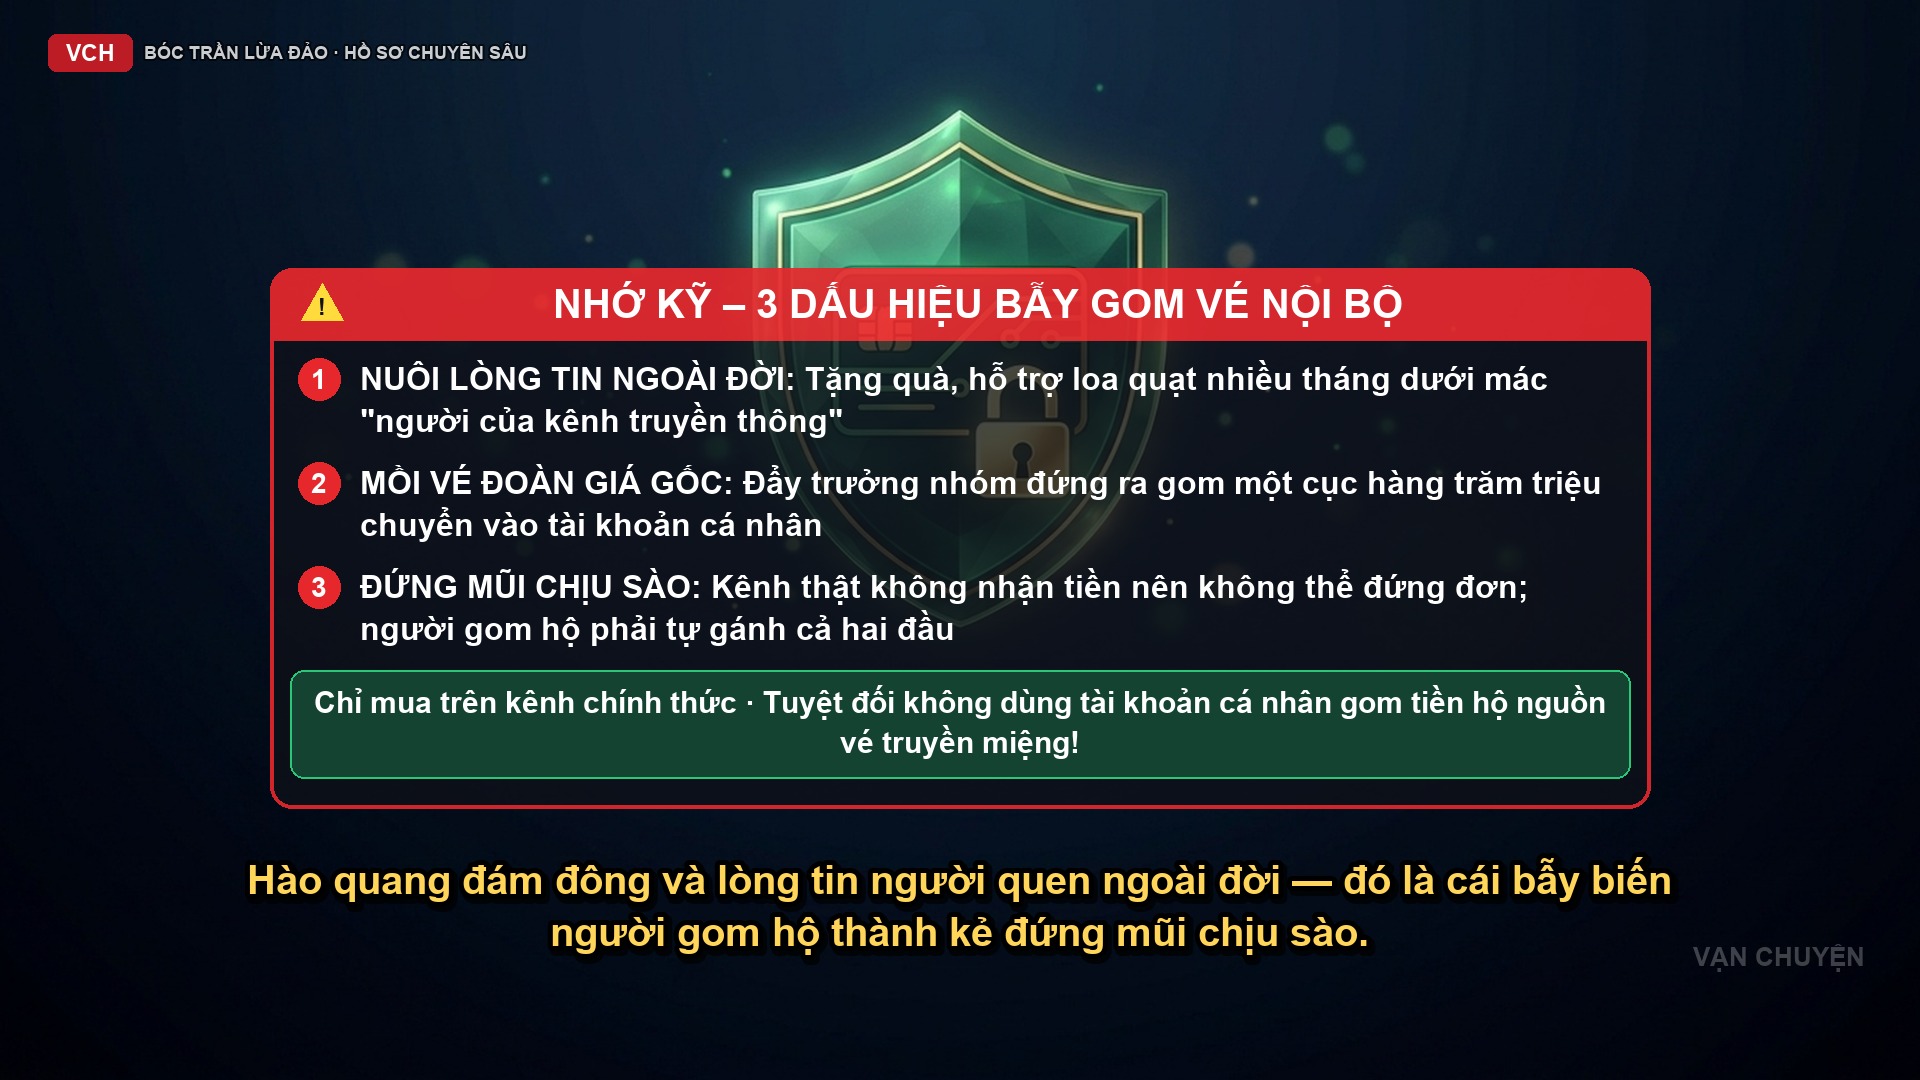 VCH BÓC TRẦN LỪA ĐẢO · HỒ SƠ CHUYÊN SÂU
NHỚ KỸ – 3 DẤU HIỆU BẪY GOM VÉ NỘI BỘ
1 NUÔI LÒNG TIN NGOÀI ĐỜI: Tặng quà, hỗ trợ loa quạt nhiều tháng dưới mác
"người của kênh truyền thông"
2 MỒI VÉ ĐOÀN GIÁ GỐC: Đẩy trưởng nhóm đứng ra gom một cục hàng trăm triệu
chuyển vào tài khoản cá nhân
3 ĐỨNG MŨI CHỊU SÀO: Kênh thật không nhận tiền nên không thể đứng đơn;
người gom hộ phải tự gánh cả hai đầu
Chỉ mua trên kênh chính thức · Tuyệt đối không dùng tài khoản cá nhân gom tiền hộ nguồn
vé truyền miệng!
Hào quang đám đông và lòng tin người quen ngoài đời — đó là cái bẫy biến
người gom hộ thành kẻ đứng mũi chịu sào.
VẠN CHUYỆN